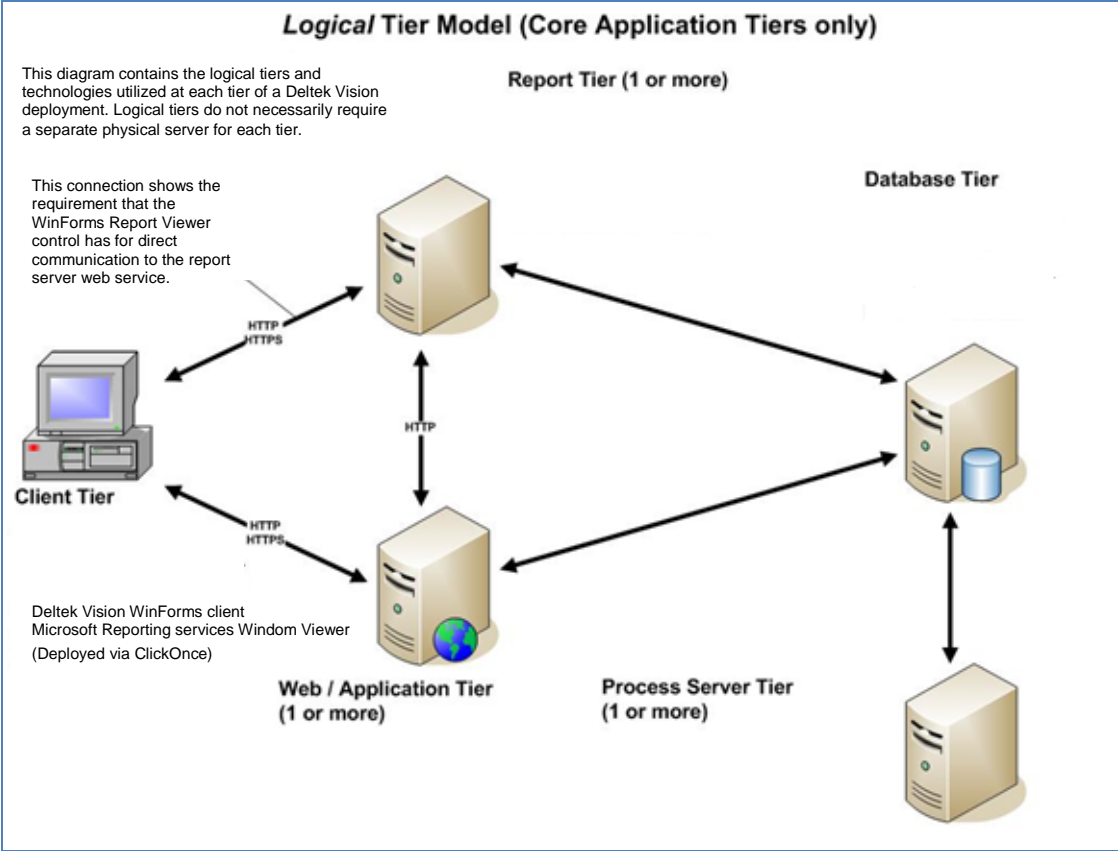 Logical Tier Model (Core Application Tiers only)
This diagram contains the logical tiers and
technologies utilized at each tier of a Deltek Vision
deployment. Logical tiers do not necessarily require
a separate physical server for each tier.
Report Tier (1 or more)
This connection shows the
requirement that the
WinForms Report Viewer
control has for direct
communication to the report
server web service.
Database Tier
HTTP
HTTPS
HTTP
Client Tier
HTTP
HTTPS
Deltek Vision WinForms client
Microsoft Reporting services Windom Viewer
(Deployed via ClickOnce)
Web / Application Tier
(1 or more)
Process Server Tier
(1 or more)